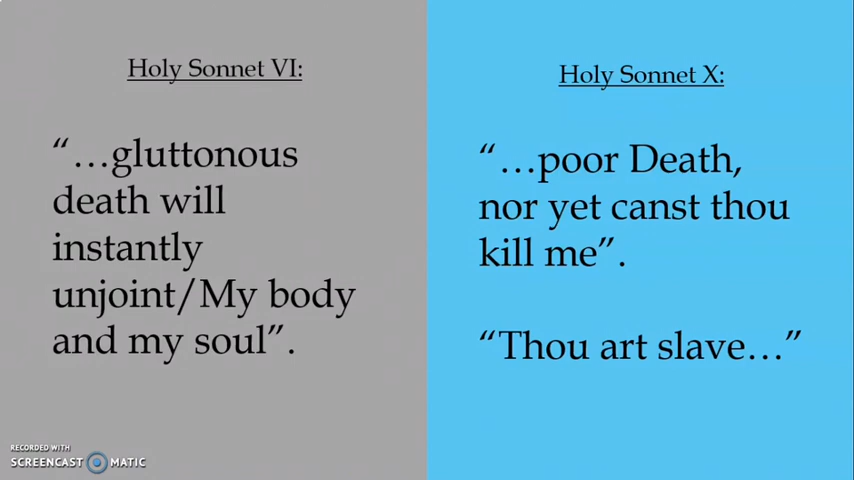 Holy Sonnet VI:
“…gluttonous
death will
instantly
unjoint/My body
and my soul”.
Holy Sonnet X:
“…poor Death,
nor yet canst thou
kill me”.
“Thou art slave…”
RECORDED WITH
SCREENCAST MATIC